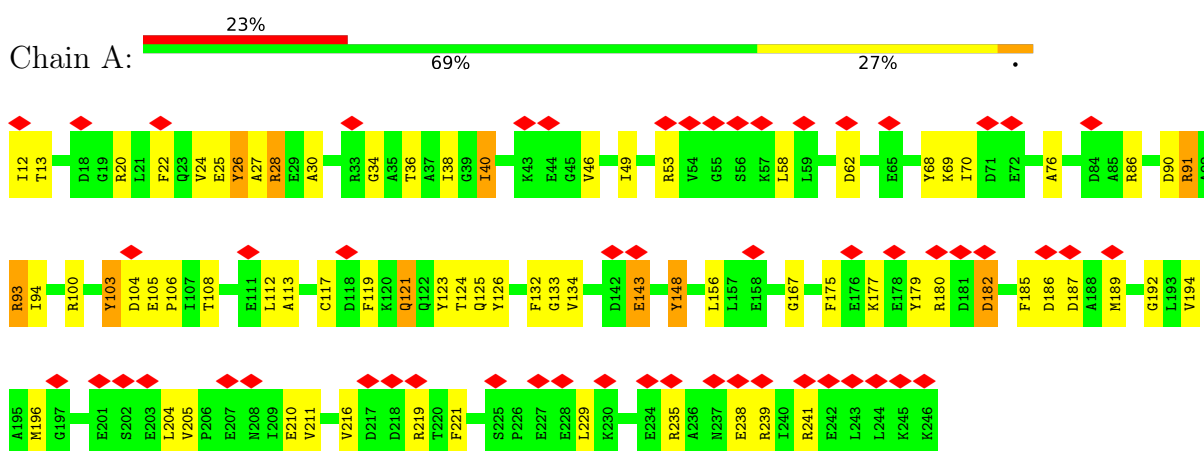 23%
Chain A:
69% 27% •
I12 T13 D18 G19 R20 L21 F22 Q23 V24 E25 Y26 A27 R28 E29 A30 R33 G34 A35 T36 A37 I38 G39 I40 K43 E44 G45 V46 I49 R53 V54 G55 S56 K57 L58 L59 D62 E65 Y68 K69 I70 D71 E72 A76 D84 A85 R86 D90 R91
R93 I94 R100 Y103 D104 E105 P106 I107 T108 E111 L112 A113 C117 D118 F119 K120 Q121 Q122 Y123 T124 Q125 Y126 F132 G133 V134 D142 E143 Y148 L156 L157 E158 G167 F175 E176 K177 E178 Y179 R180 D181 D182 F185 D186 D187 A188 M189 G192 L193 V194
A195 M196 G197 E201 S202 E203 L204 V205 P206 E207 N208 I209 E210 V211 V216 D217 D218 R219 T220 F221 S225 P226 E227 E228 L229 K230 E234 R235 A236 N237 E238 R239 I240 R241 E242 L243 L244 K245 K246